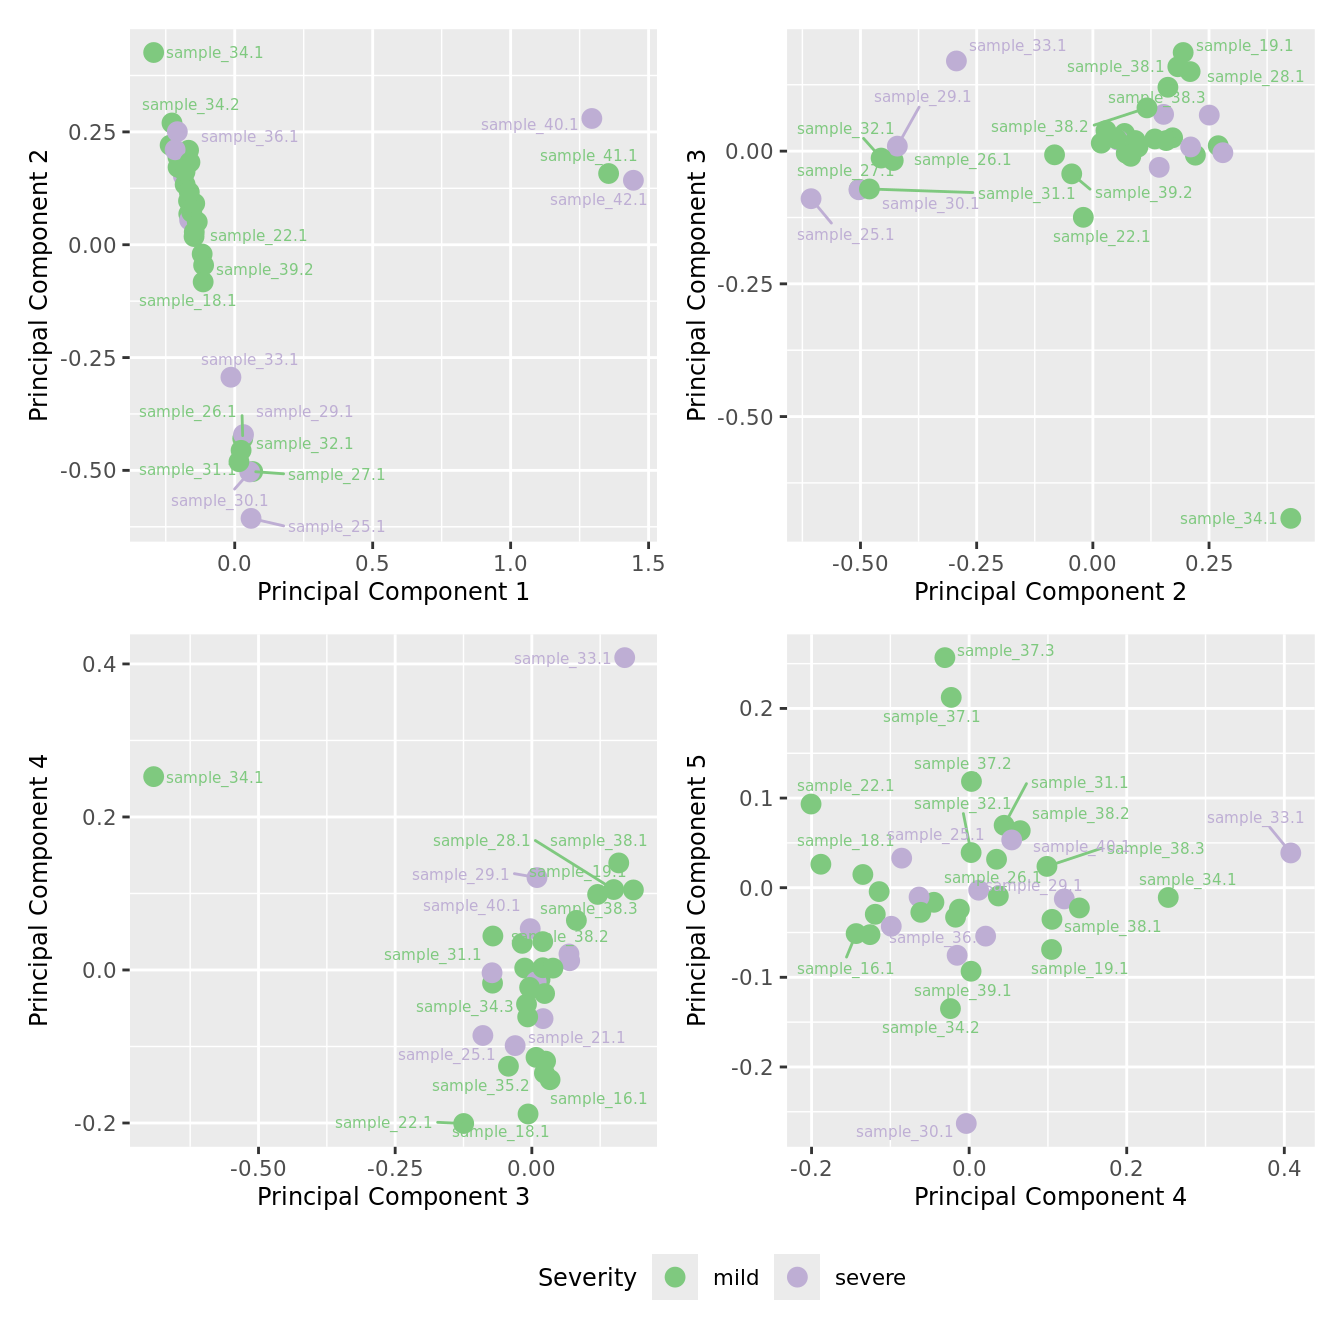 sample_34.1
sample_34.2
sample_36.1
sample_40.1
sample_41.1
sample_42.1
sample_22.1
sample_39.2
sample_18.1
sample_33.1
sample_26.1
sample_29.1
sample_32.1
sample_31.1
sample_27.1
sample_30.1
sample_25.1
0.25
0.00
-0.25
-0.50
0.0
0.5
1.0
1.5
Principal Component 2
Principal Component 1
sample_33.1
sample_19.1
sample_38.1
sample_28.1
sample_29.1
sample_38.3
sample_32.1
sample_38.2
sample_26.1
sample_27.1
sample_31.1
sample_39.2
sample_30.1
sample_25.1
sample_22.1
sample_34.1
0.00
-0.25
-0.50
-0.50
-0.25
0.00
0.25
Principal Component 3
Principal Component 2
sample_33.1
sample_34.1
sample_28.1
sample_38.1
sample_29.1
sample_19.1
sample_40.1
sample_38.3
sample_38.2
sample_31.1
sample_34.3
sample_21.1
sample_25.1
sample_35.2
sample_16.1
sample_22.1
sample_18.1
0.4
0.2
0.0
-0.2
-0.50
-0.25
0.00
Principal Component 4
Principal Component 3
sample_37.3
sample_37.1
sample_37.2
sample_22.1
sample_31.1
sample_32.1
sample_38.2
sample_33.1
sample_25.1
sample_18.1
sample_40.1
sample_38.3
sample_26.1
sample_29.1
sample_34.1
sample_38.1
sample_36.1
sample_16.1
sample_19.1
sample_39.1
sample_34.2
sample_30.1
0.2
0.1
0.0
-0.1
-0.2
-0.2
0.0
0.2
0.4
Principal Component 5
Principal Component 4
Severity mild severe